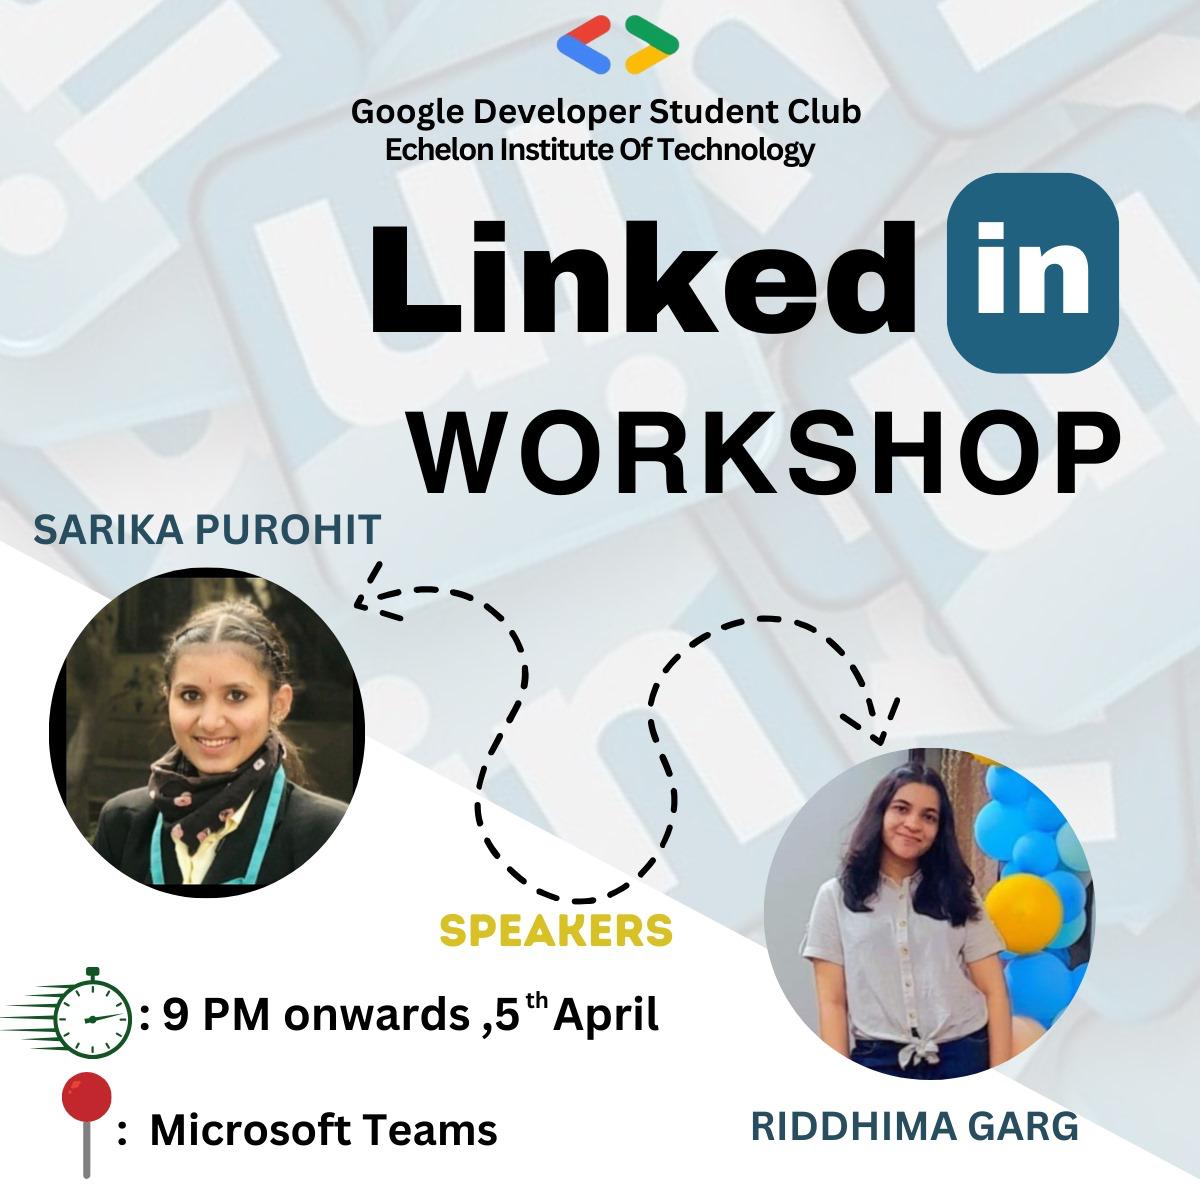 Google Developer Student Club
Echelon Institute Of Technology
Linked in
WORKSHOP
SARIKA PUROHIT
SPEAKERS
: 9 PM onwards ,5th April
: Microsoft Teams
RIDDHIMA GARG